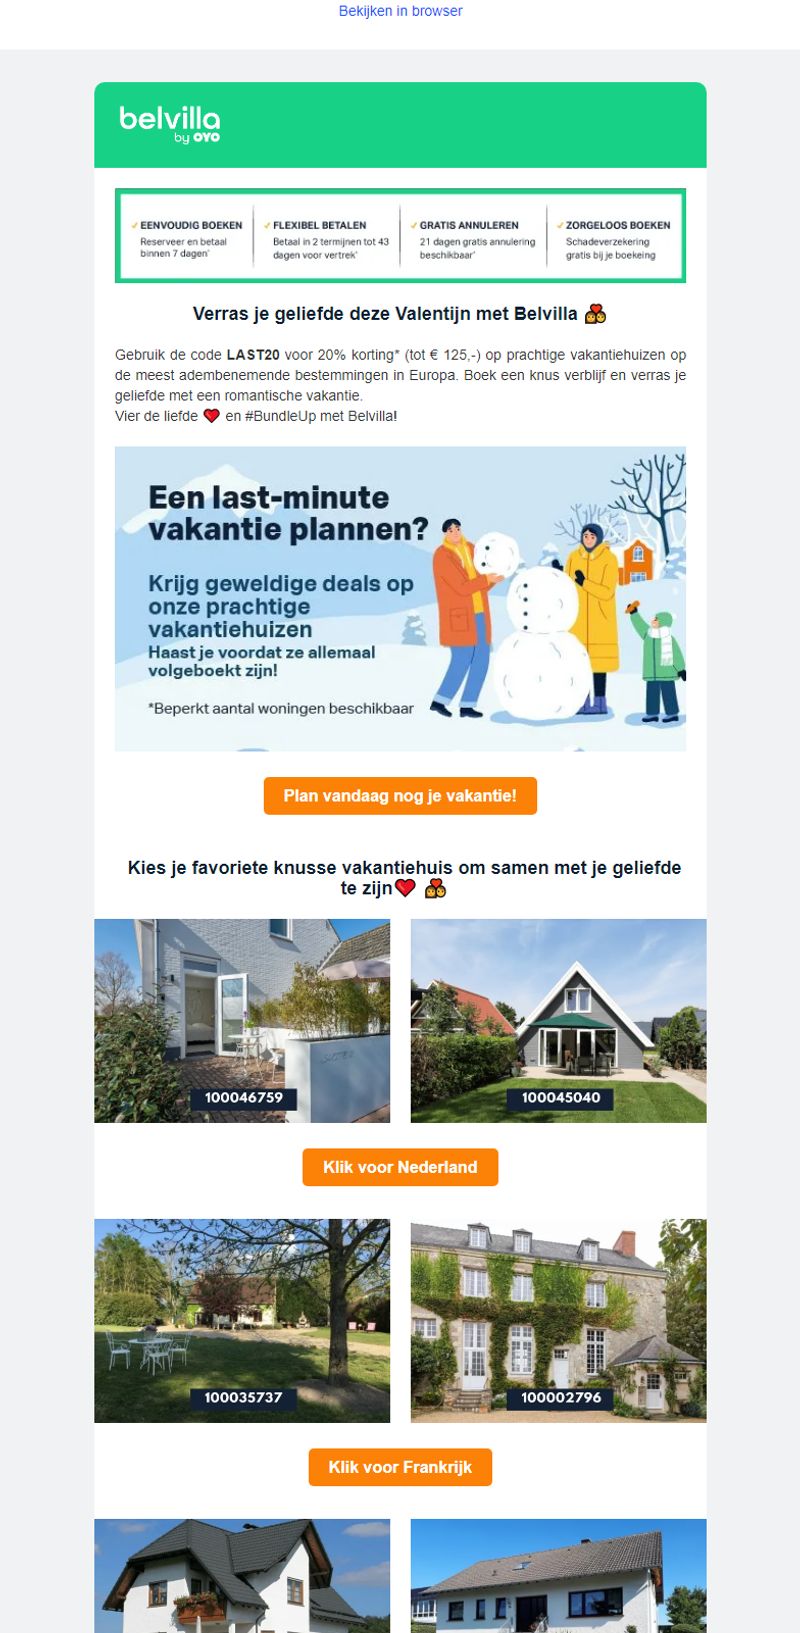 Bekijken in browser
belvilla
by OYO
✓ EENVOUDIG BOEKEN
Reserveer en betaal
binnen 7 dagen*
✓ FLEXIBEL BETALEN
Betaal in 2 termijnen tot 43
dagen voor vertrek*
✓ GRATIS ANNULEREN
21 dagen gratis annulering
beschikbaar*
✓ ZORGELOOS BOEKEN
Schadeverzekering
gratis bij je boekeing
Verras je geliefde deze Valentijn met Belvilla 💑
Gebruik de code LAST20 voor 20% korting* (tot € 125,-) op prachtige vakantiehuizen op
de meest adembenemende bestemmingen in Europa. Boek een knus verblijf en verras je
geliefde met een romantische vakantie.
Vier de liefde ❤️ en #BundleUp met Belvilla!
Een last-minute
vakantie plannen?
Krijg geweldige deals op
onze prachtige
vakantiehuizen
Haast je voordat ze allemaal
volgeboekt zijn!
*Beperkt aantal woningen beschikbaar
Plan vandaag nog je vakantie!
Kies je favoriete knusse vakantiehuis om samen met je geliefde
te zijn❤️ 💑
100046759
100045040
Klik voor Nederland
100035737
100002796
Klik voor Frankrijk